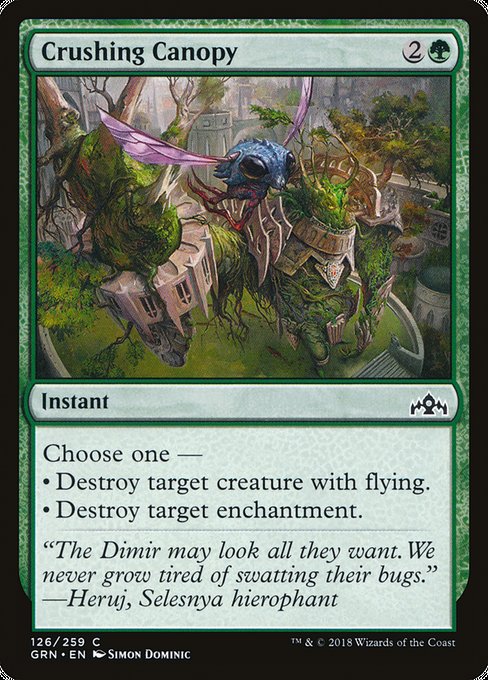 Crushing Canopy 2
Instant
Choose one —
• Destroy target creature with flying.
• Destroy target enchantment.
“The Dimir may look all they want. We
never grow tired of swatting their bugs.”
—Heruj, Selesnya hierophant
126/259 C
™ & © 2018 Wizards of the Coast
GRN • EN Simon Dominic